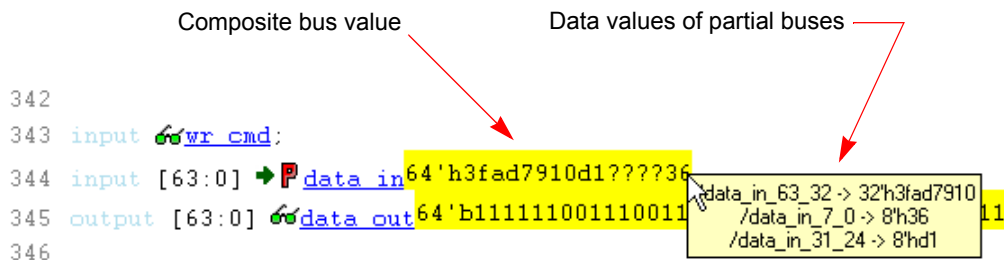 Composite bus value Data values of partial buses
342
343 input wr_cmd;
344 input [63:0] P data_in 64'h3fad7910d1????36
/data_in_63_32 -> 32'h3fad7910
345 output [63:0] data_out 64'b111111001110011 11
/data_in_7_0 -> 8'h36
/data_in_31_24 -> 8'hd1
346